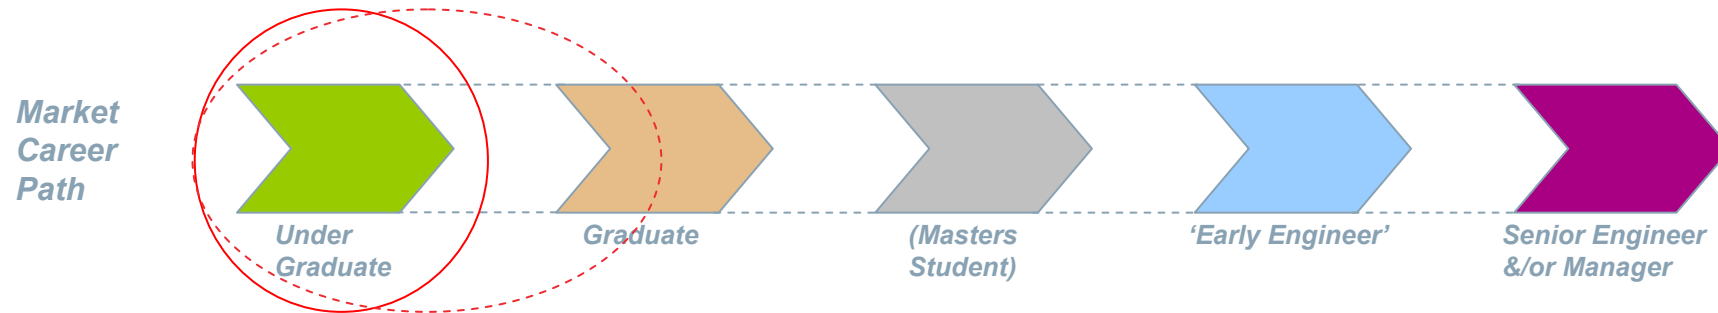 Market
Career
Path
Under
Graduate
Graduate
(Masters
Student)
‘Early Engineer’
Senior Engineer
&/or Manager